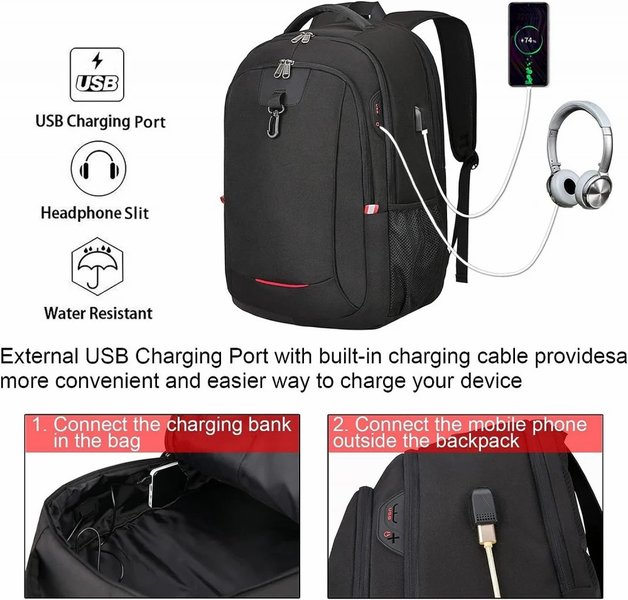 USB
USB Charging Port
Headphone Slit
Water Resistant
+74%
External USB Charging Port with built-in charging cable providesa
more convenient and easier way to charge your device
1. Connect the charging bank
in the bag
2. Connect the mobile phone
outside the backpack
USB